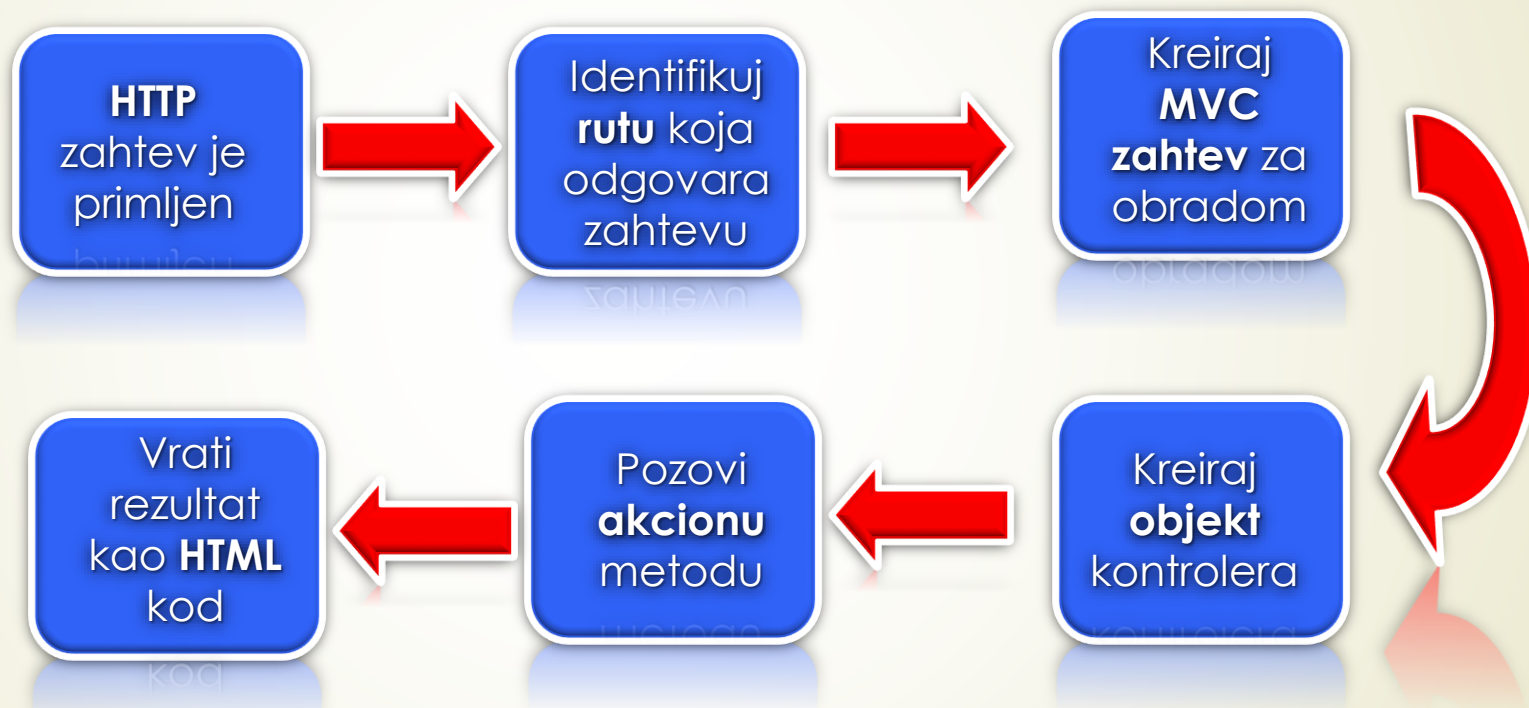 HTTP
zahtev je
primljen
Identifikuj
rutu koja
odgovara
zahtevu
Kreiraj
MVC
zahtev za
obradom
Kreiraj
objekt
kontrolera
Pozovi
akcionu
metodu
Vrati
rezultat
kao HTML
kod